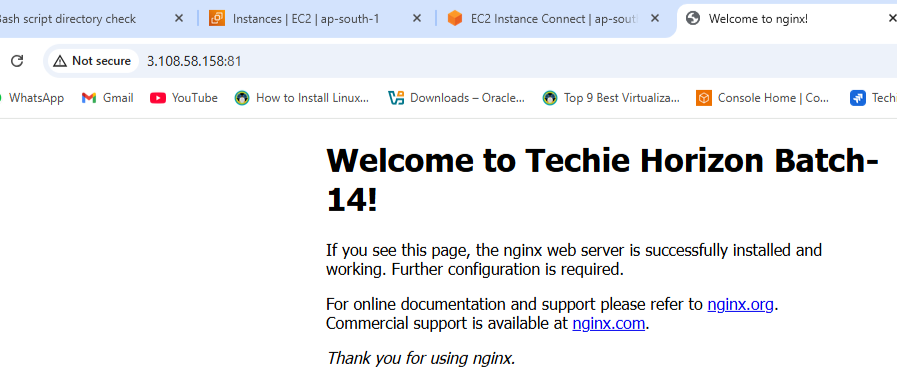 ash script directory check
Instances | EC2 | ap-south-1
EC2 Instance Connect | ap-sout
Welcome to nginx!
Not secure
3.108.58.158:81
WhatsApp
Gmail
YouTube
How to Install Linux...
Downloads – Oracle...
Top 9 Best Virtualiza...
Console Home | Co...
Techi
Welcome to Techie Horizon Batch-
14!
If you see this page, the nginx web server is successfully installed and
working. Further configuration is required.
For online documentation and support please refer to nginx.org.
Commercial support is available at nginx.com.
Thank you for using nginx.